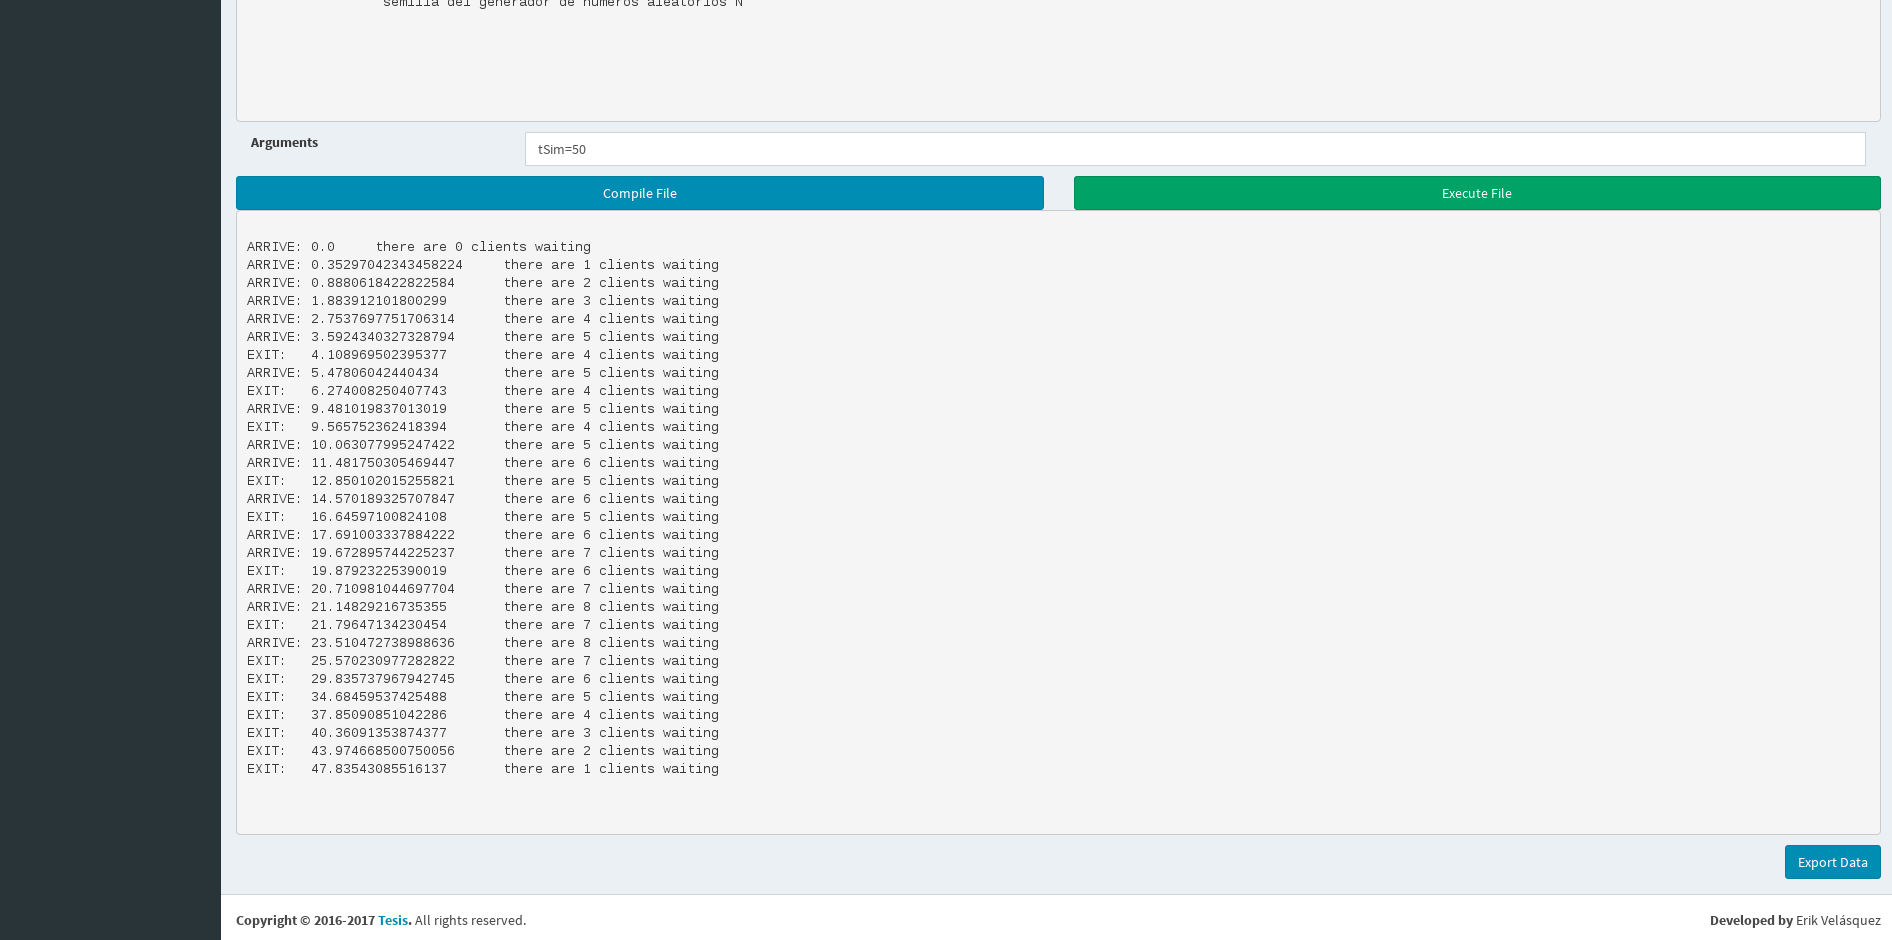 semilla del generador de números aleatorios N
Arguments
tSim=50
Compile File
Execute File
ARRIVE: 0.0     there are 0 clients waiting
ARRIVE: 0.35297042343458224     there are 1 clients waiting
ARRIVE: 0.8880618422822584      there are 2 clients waiting
ARRIVE: 1.883912101800299       there are 3 clients waiting
ARRIVE: 2.7537697751706314      there are 4 clients waiting
ARRIVE: 3.5924340327328794      there are 5 clients waiting
EXIT:   4.108969502395377       there are 4 clients waiting
ARRIVE: 5.47806042440434        there are 5 clients waiting
EXIT:   6.274008250407743       there are 4 clients waiting
ARRIVE: 9.481019837013019       there are 5 clients waiting
EXIT:   9.565752362418394       there are 4 clients waiting
ARRIVE: 10.063077995247422      there are 5 clients waiting
ARRIVE: 11.481750305469447      there are 6 clients waiting
EXIT:   12.850102015255821      there are 5 clients waiting
ARRIVE: 14.570189325707847      there are 6 clients waiting
EXIT:   16.64597100824108       there are 5 clients waiting
ARRIVE: 17.691003337884222      there are 6 clients waiting
ARRIVE: 19.672895744225237      there are 7 clients waiting
EXIT:   19.87923225390019       there are 6 clients waiting
ARRIVE: 20.710981044697704      there are 7 clients waiting
ARRIVE: 21.14829216735355       there are 8 clients waiting
EXIT:   21.79647134230454       there are 7 clients waiting
ARRIVE: 23.510472738988636      there are 8 clients waiting
EXIT:   25.570230977282822      there are 7 clients waiting
EXIT:   29.835737967942745      there are 6 clients waiting
EXIT:   34.68459537425488       there are 5 clients waiting
EXIT:   37.85090851042286       there are 4 clients waiting
EXIT:   40.36091353874377       there are 3 clients waiting
EXIT:   43.974668500750056      there are 2 clients waiting
EXIT:   47.83543085516137       there are 1 clients waiting
Export Data
Copyright © 2016-2017 Tesis. All rights reserved.
Developed by Erik Velásquez